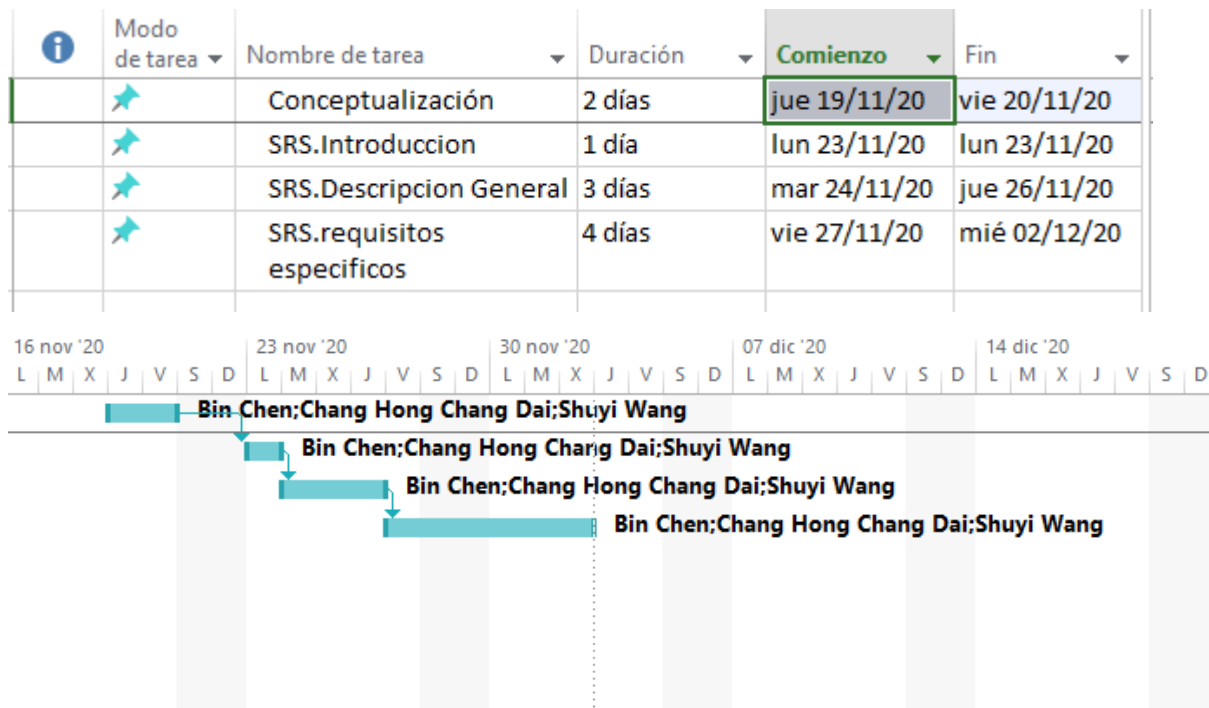 Modo
de tarea Nombre de tarea Duración Comienzo Fin
Conceptualización 2 días jue 19/11/20 vie 20/11/20
SRS.Introduccion 1 día lun 23/11/20 lun 23/11/20
SRS.Descripcion General 3 días mar 24/11/20 jue 26/11/20
SRS.requisitos 4 días vie 27/11/20 mié 02/12/20
especificos
16 nov '20 23 nov '20 30 nov '20 07 dic '20 14 dic '20
L M X J V S D L M X J V S D L M X J V S D L M X J V S D L M X J V S D
Bin Chen;Chang Hong Chang Dai;Shuyi Wang
Bin Chen;Chang Hong Chang Dai;Shuyi Wang
Bin Chen;Chang Hong Chang Dai;Shuyi Wang
Bin Chen;Chang Hong Chang Dai;Shuyi Wang